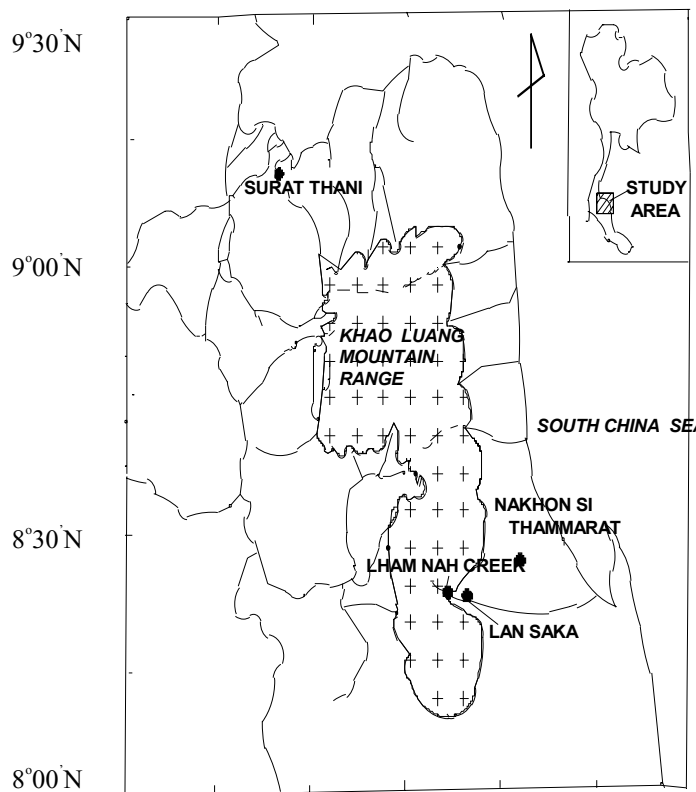 9°30'N
SURAT THANI
STUDY
AREA
9°00'N
KHAO LUANG
MOUNTAIN
RANGE
SOUTH CHINA SEA
NAKHON SI
THAMMARAT
8°30'N
LHAM NAH CREEK
LAN SAKA
8°00'N